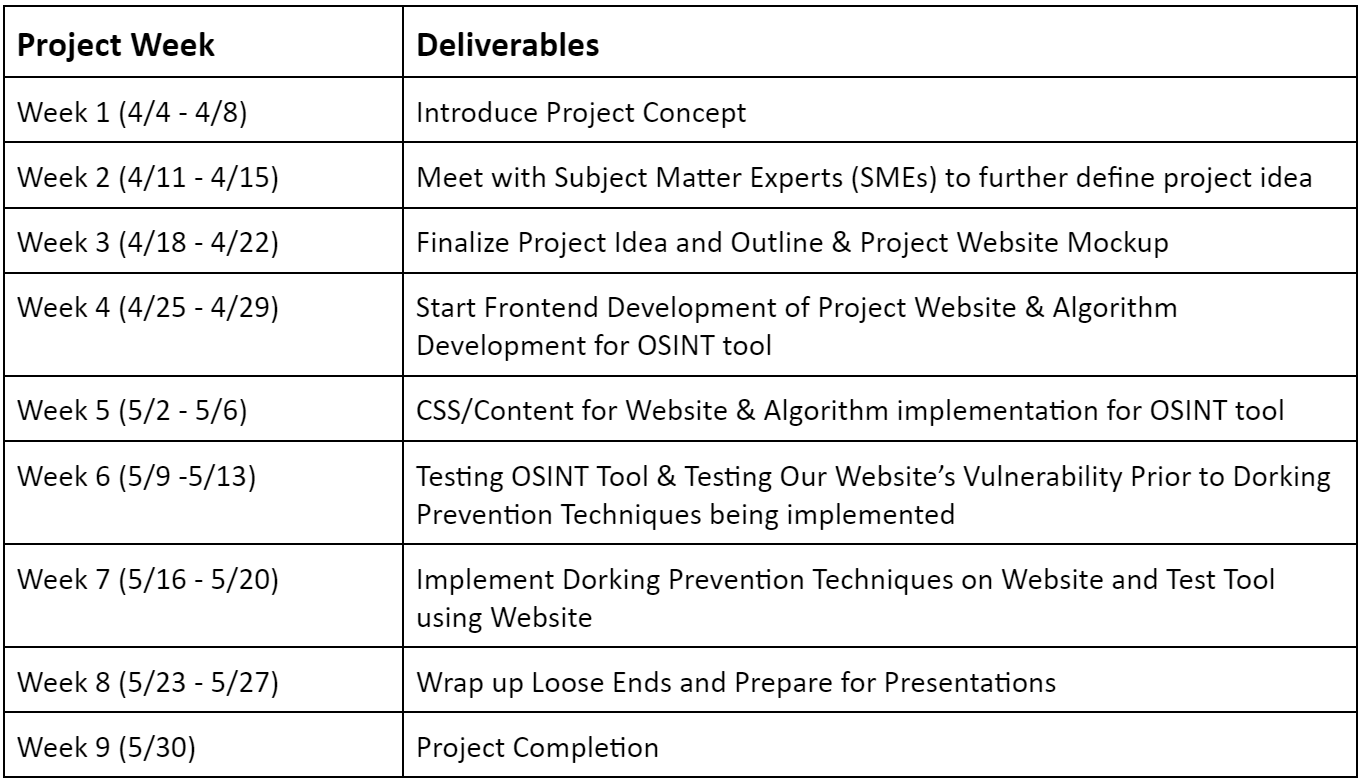 Project Week
Deliverables
Week 1 (4/4 - 4/8)
Introduce Project Concept
Week 2 (4/11 - 4/15)
Meet with Subject Matter Experts (SMEs) to further define project idea
Week 3 (4/18 - 4/22)
Finalize Project Idea and Outline & Project Website Mockup
Week 4 (4/25 - 4/29)
Start Frontend Development of Project Website & Algorithm
Development for OSINT tool
Week 5 (5/2 - 5/6)
CSS/Content for Website & Algorithm implementation for OSINT tool
Week 6 (5/9 -5/13)
Testing OSINT Tool & Testing Our Website’s Vulnerability Prior to Dorking
Prevention Techniques being implemented
Week 7 (5/16 - 5/20)
Implement Dorking Prevention Techniques on Website and Test Tool
using Website
Week 8 (5/23 - 5/27)
Wrap up Loose Ends and Prepare for Presentations
Week 9 (5/30)
Project Completion